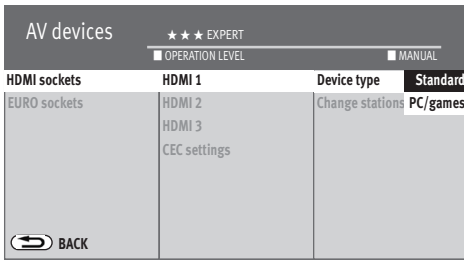 AV devices ★★★ EXPERT
OPERATION LEVEL MANUAL
HDMI sockets HDMI 1 Device type Standard
EURO sockets HDMI 2 Change stations PC/games
HDMI 3
CEC settings
BACK